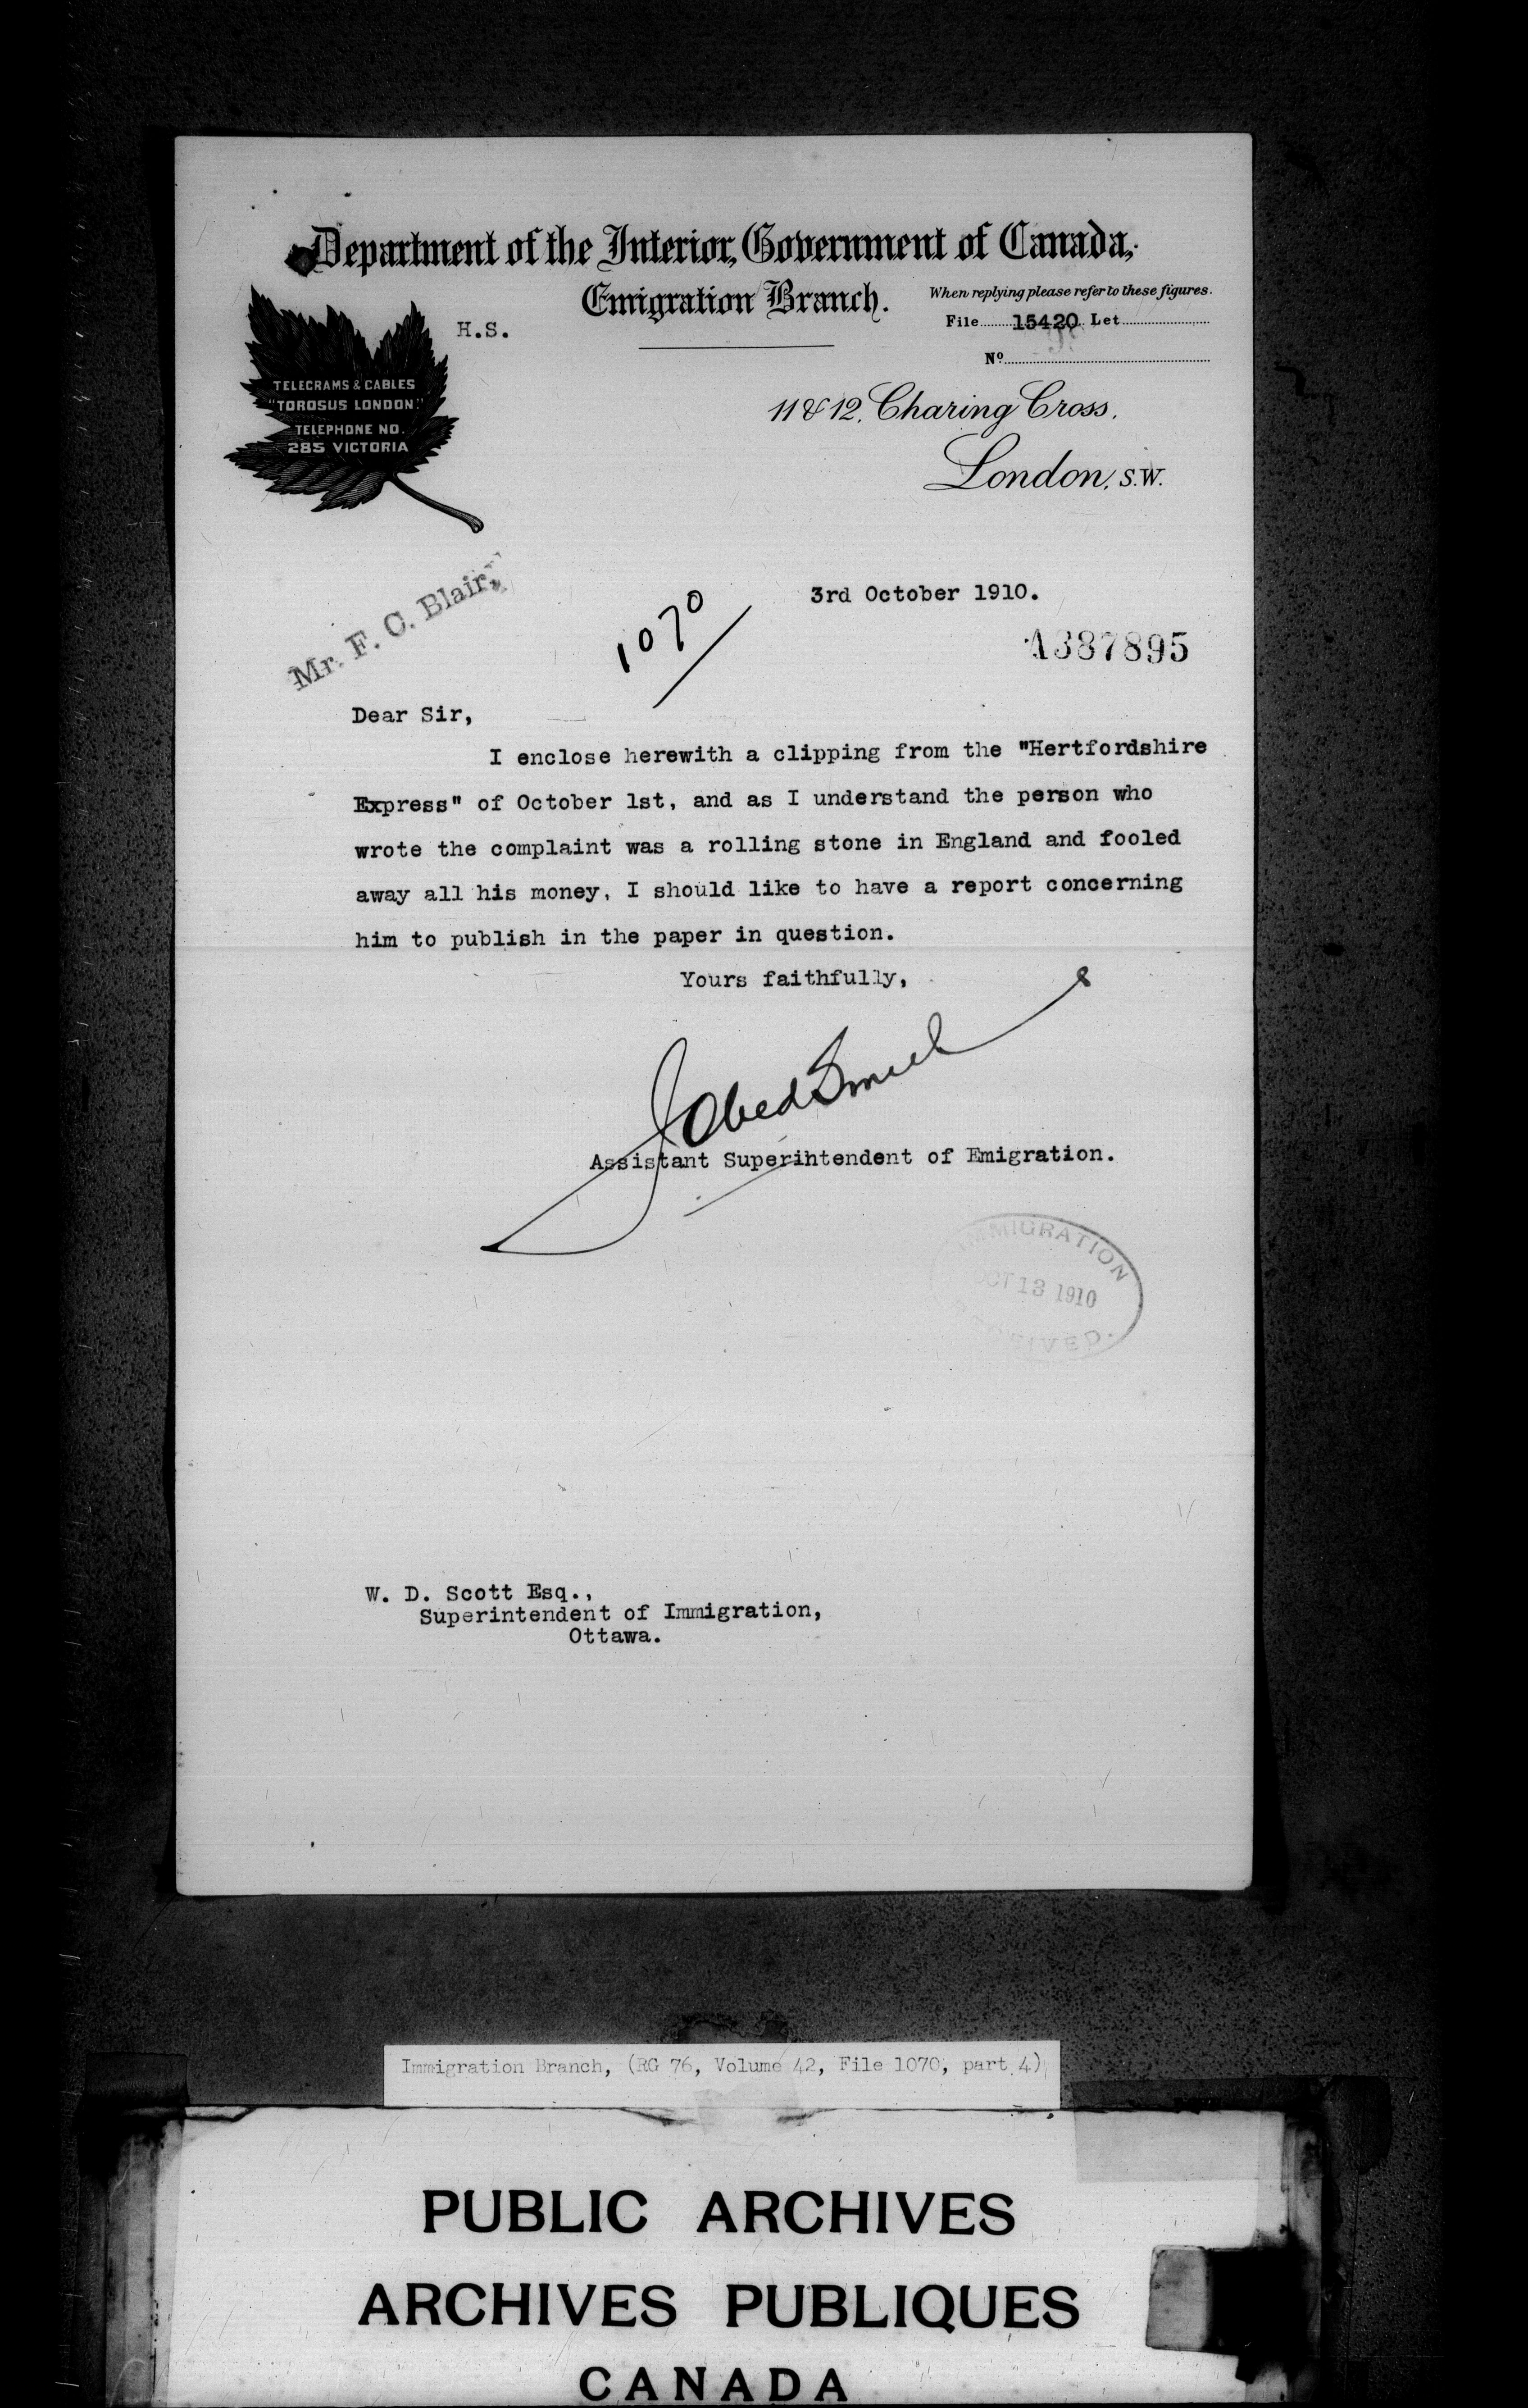 Department of the Interior, Government of Canada,
Emigration Branch.
When replying please refer to these figures.
File 15420 Let
H.S.
No
TELEGRAMS & CABLES
"TOROSUS LONDON."
TELEPHONE NO.
285 VICTORIA
11 & 12, Charing Cross,
London, S.W.
Mr. F. C. Blair,
1070
3rd October 1910.
1387895
Dear Sir,
I enclose herewith a clipping from the "Hertfordshire
Express" of October 1st, and as I understand the person who
wrote the complaint was a rolling stone in England and fooled
away all his money, I should like to have a report concerning
him to publish in the paper in question.
Yours faithfully,
J Obed Smith
Assistant Superintendent of Emigration.
IMMIGRATION
OCT 13 1910
RECEIVED.
W. D. Scott Esq.,
Superintendent of Immigration,
Ottawa.
Immigration Branch, (RG 76, Volume 42, File 1070, part 4)
PUBLIC ARCHIVES
ARCHIVES PUBLIQUES
CANADA